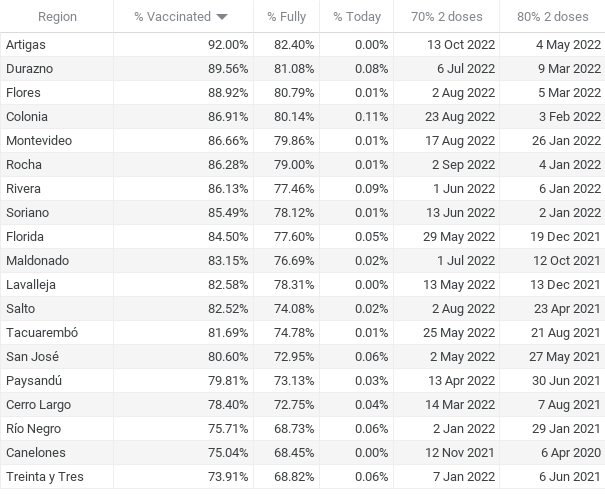 Region % Vaccinated % Fully % Today 70% 2 doses 80% 2 doses
Artigas 92.00% 82.40% 0.00% 13 Oct 2022 4 May 2022
Durazno 89.56% 81.08% 0.08% 6 Jul 2022 9 Mar 2022
Flores 88.92% 80.79% 0.01% 2 Aug 2022 5 Mar 2022
Colonia 86.91% 80.14% 0.11% 23 Aug 2022 3 Feb 2022
Montevideo 86.66% 79.86% 0.01% 17 Aug 2022 26 Jan 2022
Rocha 86.28% 79.00% 0.01% 2 Sep 2022 4 Jan 2022
Rivera 86.13% 77.46% 0.09% 1 Jun 2022 6 Jan 2022
Soriano 85.49% 78.12% 0.01% 13 Jun 2022 2 Jan 2022
Florida 84.50% 77.60% 0.05% 29 May 2022 19 Dec 2021
Maldonado 83.15% 76.69% 0.02% 1 Jul 2022 12 Oct 2021
Lavalleja 82.58% 78.31% 0.00% 13 May 2022 13 Dec 2021
Salto 82.52% 74.08% 0.02% 2 Aug 2022 23 Apr 2021
Tacuarembó 81.69% 74.78% 0.01% 25 May 2022 21 Aug 2021
San José 80.60% 72.95% 0.06% 2 May 2022 27 May 2021
Paysandú 79.81% 73.13% 0.03% 13 Apr 2022 30 Jun 2021
Cerro Largo 78.40% 72.75% 0.04% 14 Mar 2022 7 Aug 2021
Río Negro 75.71% 68.73% 0.06% 2 Jan 2022 29 Jan 2021
Canelones 75.04% 68.45% 0.00% 12 Nov 2021 6 Apr 2020
Treinta y Tres 73.91% 68.82% 0.06% 7 Jan 2022 6 Jun 2021